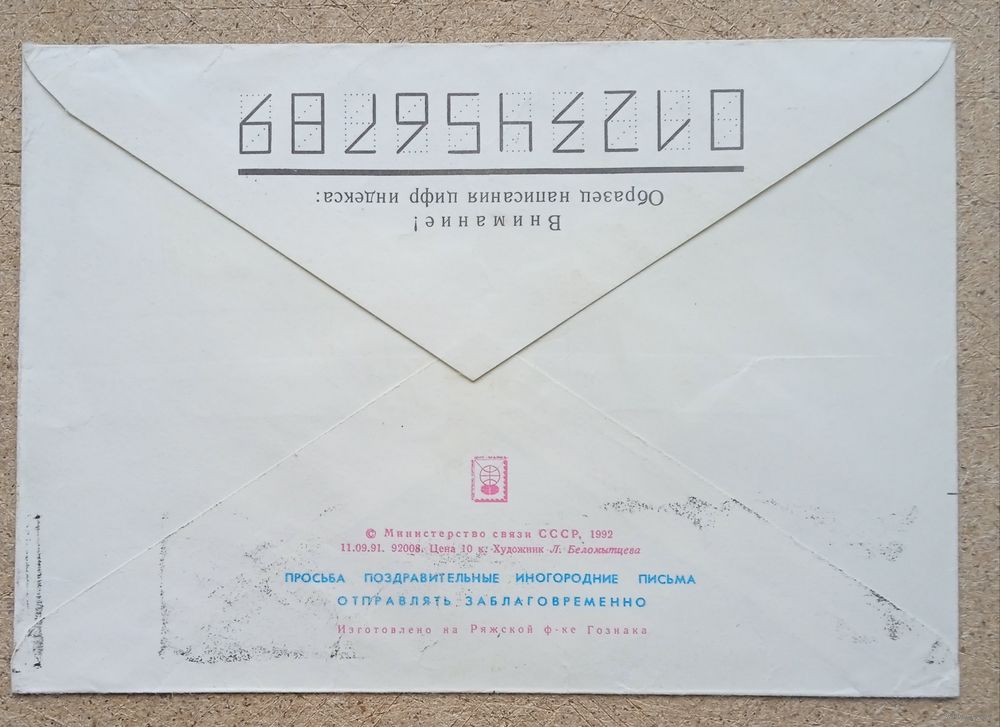 Внимание!
Образец написания цифр индекса:
0123456789
© Министерство связи СССР, 1992
11.09.91. 92008. Цена 10 к. Художник Л. Беломытцева
ПРОСЬБА ПОЗДРАВИТЕЛЬНЫЕ ИНОГОРОДНИЕ ПИСЬМА
ОТПРАВЛЯТЬ ЗАБЛАГОВРЕМЕННО
Изготовлено на Ряжской ф-ке Гознака